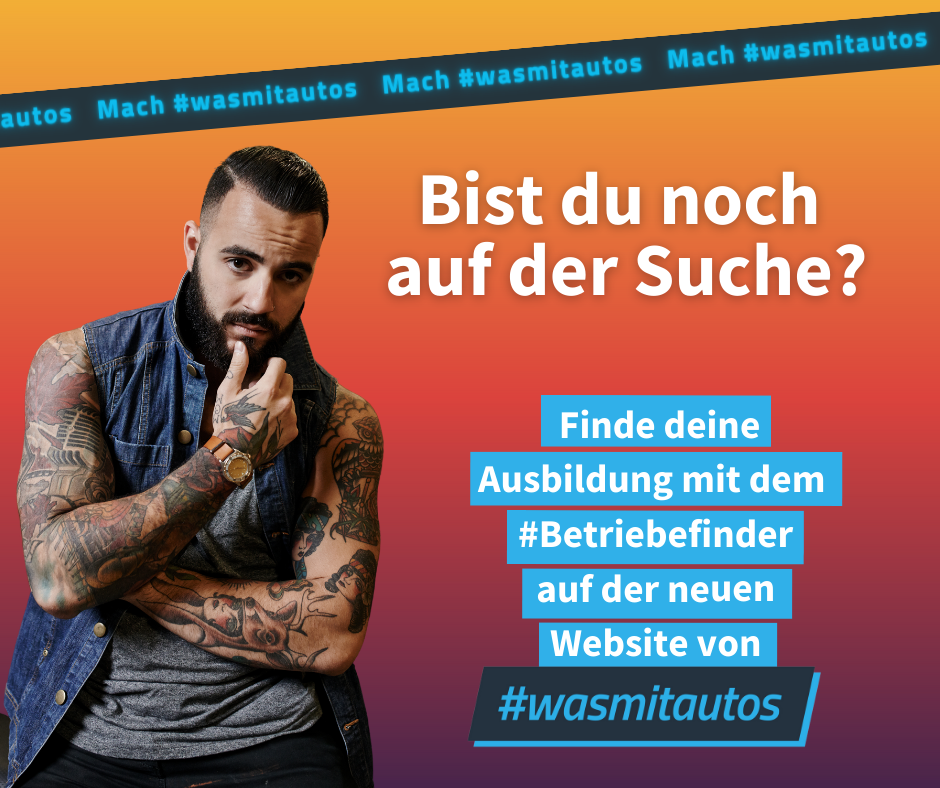 autos Mach #wasmitautos Mach #wasmitautos Mach #wasmitautos
Bist du noch
auf der Suche?
Finde deine
Ausbildung mit dem
#Betriebefinder
auf der neuen
Website von
#wasmitautos